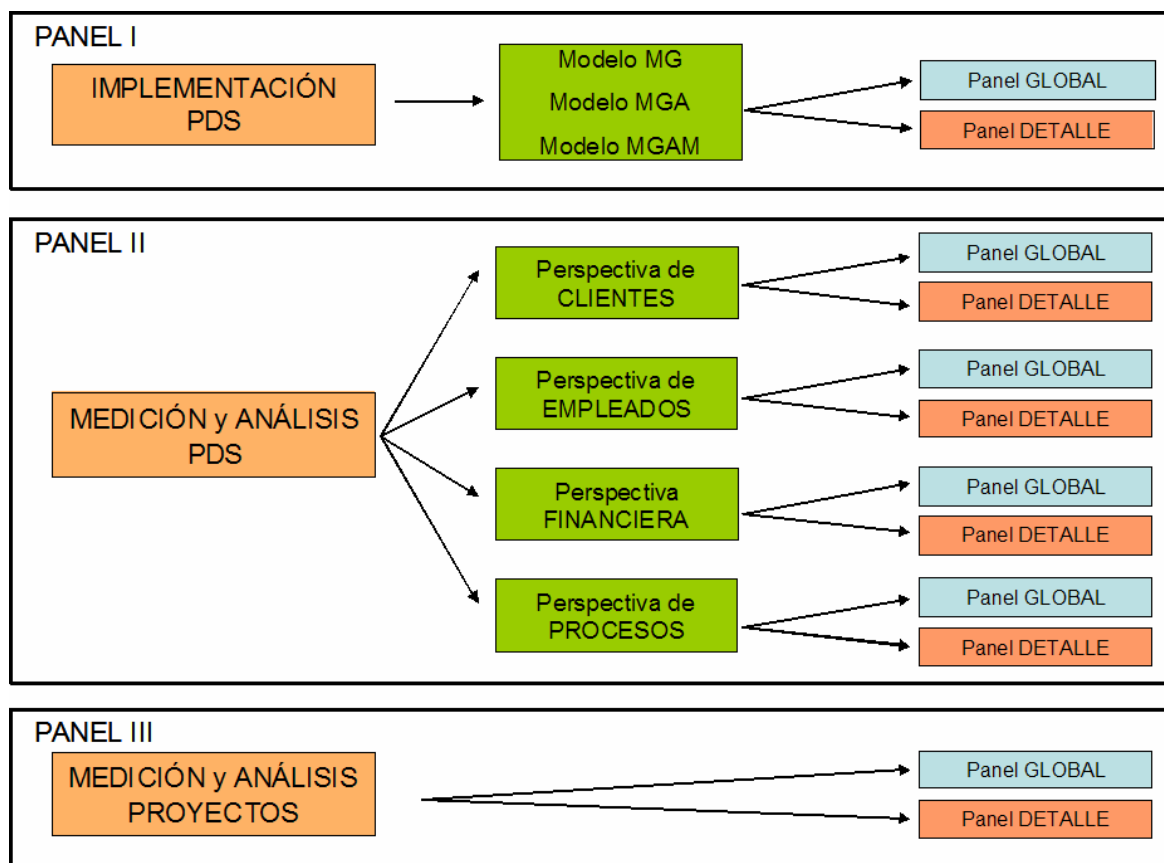 PANEL I
IMPLEMENTACIÓN
PDS
Modelo MG
Modelo MGA
Modelo MGAM
Panel GLOBAL
Panel DETALLE
PANEL II
MEDICIÓN y ANÁLISIS
PDS
Perspectiva de
CLIENTES
Panel GLOBAL
Panel DETALLE
Perspectiva de
EMPLEADOS
Panel GLOBAL
Panel DETALLE
Perspectiva
FINANCIERA
Panel GLOBAL
Panel DETALLE
Perspectiva de
PROCESOS
Panel GLOBAL
Panel DETALLE
PANEL III
MEDICIÓN y ANÁLISIS
PROYECTOS
Panel GLOBAL
Panel DETALLE